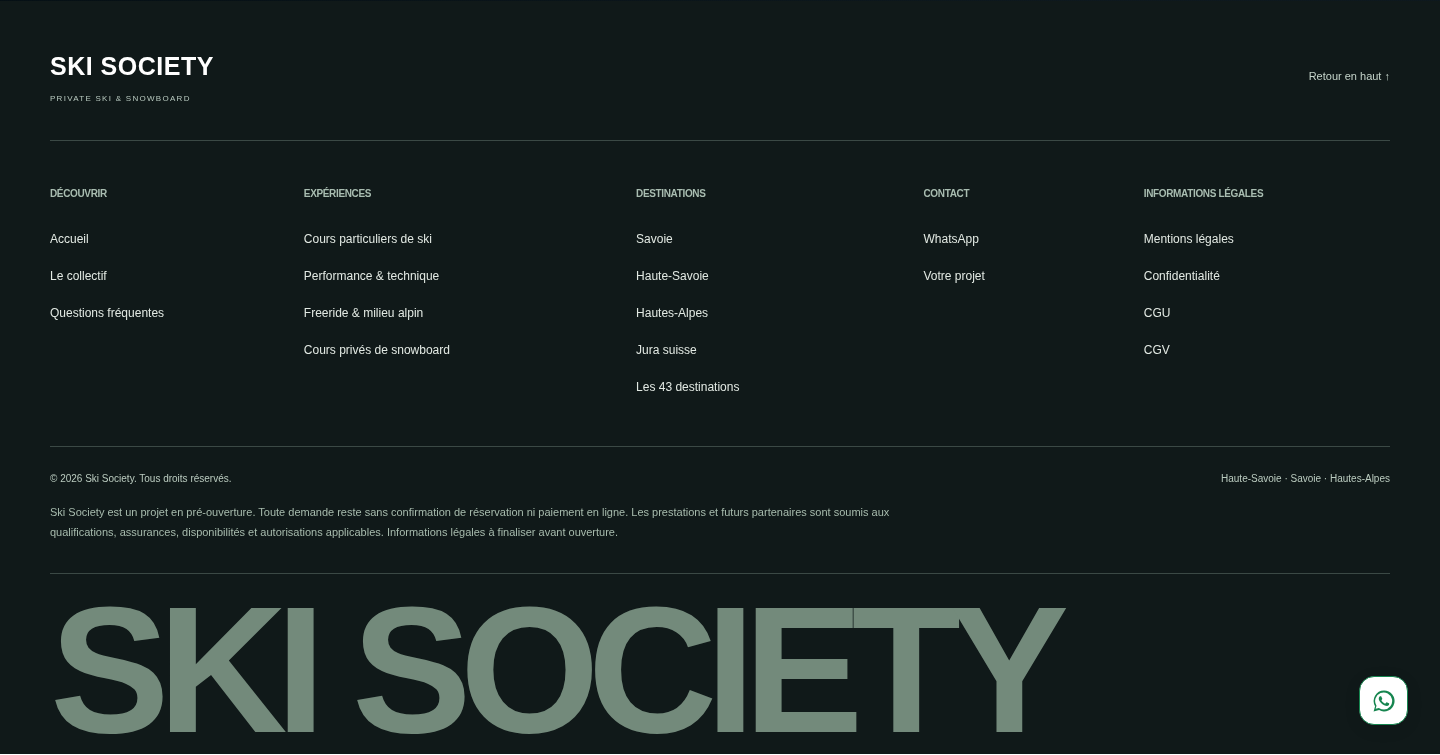 SKI SOCIETY
PRIVATE SKI & SNOWBOARD
Retour en haut ↑
DÉCOUVRIR
Accueil
Le collectif
Questions fréquentes
EXPÉRIENCES
Cours particuliers de ski
Performance & technique
Freeride & milieu alpin
Cours privés de snowboard
DESTINATIONS
Savoie
Haute-Savoie
Hautes-Alpes
Jura suisse
Les 43 destinations
CONTACT
WhatsApp
Votre projet
INFORMATIONS LÉGALES
Mentions légales
Confidentialité
CGU
CGV
© 2026 Ski Society. Tous droits réservés.
Haute-Savoie · Savoie · Hautes-Alpes
Ski Society est un projet en pré-ouverture. Toute demande reste sans confirmation de réservation ni paiement en ligne. Les prestations et futurs partenaires sont soumis aux
qualifications, assurances, disponibilités et autorisations applicables. Informations légales à finaliser avant ouverture.
SKI SOCIETY